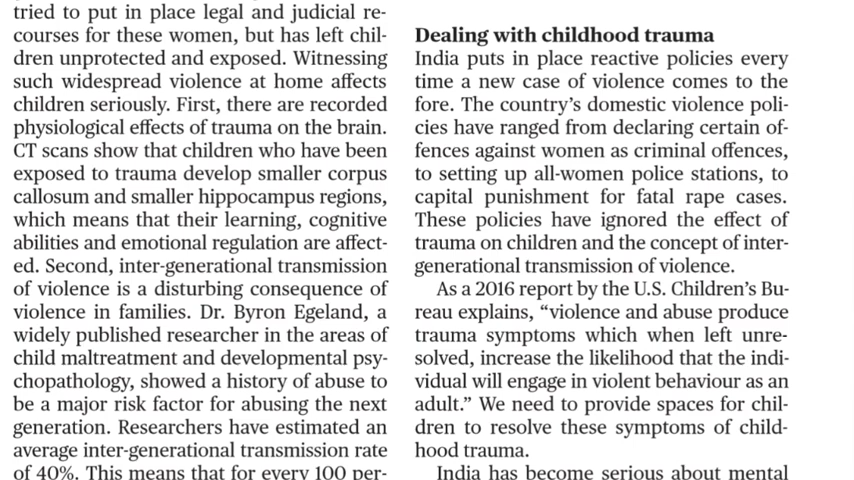 tried to put in place legal and judicial re-
courses for these women, but has left chil-
dren unprotected and exposed. Witnessing
such widespread violence at home affects
children seriously. First, there are recorded
physiological effects of trauma on the brain.
CT scans show that children who have been
exposed to trauma develop smaller corpus
callosum and smaller hippocampus regions,
which means that their learning, cognitive
abilities and emotional regulation are affect-
ed. Second, inter-generational transmission
of violence is a disturbing consequence of
violence in families. Dr. Byron Egeland, a
widely published researcher in the areas of
child maltreatment and developmental psy-
chopathology, showed a history of abuse to
be a major risk factor for abusing the next
generation. Researchers have estimated an
average inter-generational transmission rate
of 40%. This means that for every 100 per-
Dealing with childhood trauma
India puts in place reactive policies every
time a new case of violence comes to the
fore. The country's domestic violence poli-
cies have ranged from declaring certain of-
fences against women as criminal offences,
to setting up all-women police stations, to
capital punishment for fatal rape cases.
These policies have ignored the effect of
trauma on children and the concept of inter-
generational transmission of violence.
As a 2016 report by the U.S. Children's Bu-
reau explains, “violence and abuse produce
trauma symptoms which when left unre-
solved, increase the likelihood that the indi-
vidual will engage in violent behaviour as an
adult.” We need to provide spaces for chil-
dren to resolve these symptoms of child-
hood trauma.
India has become serious about mental